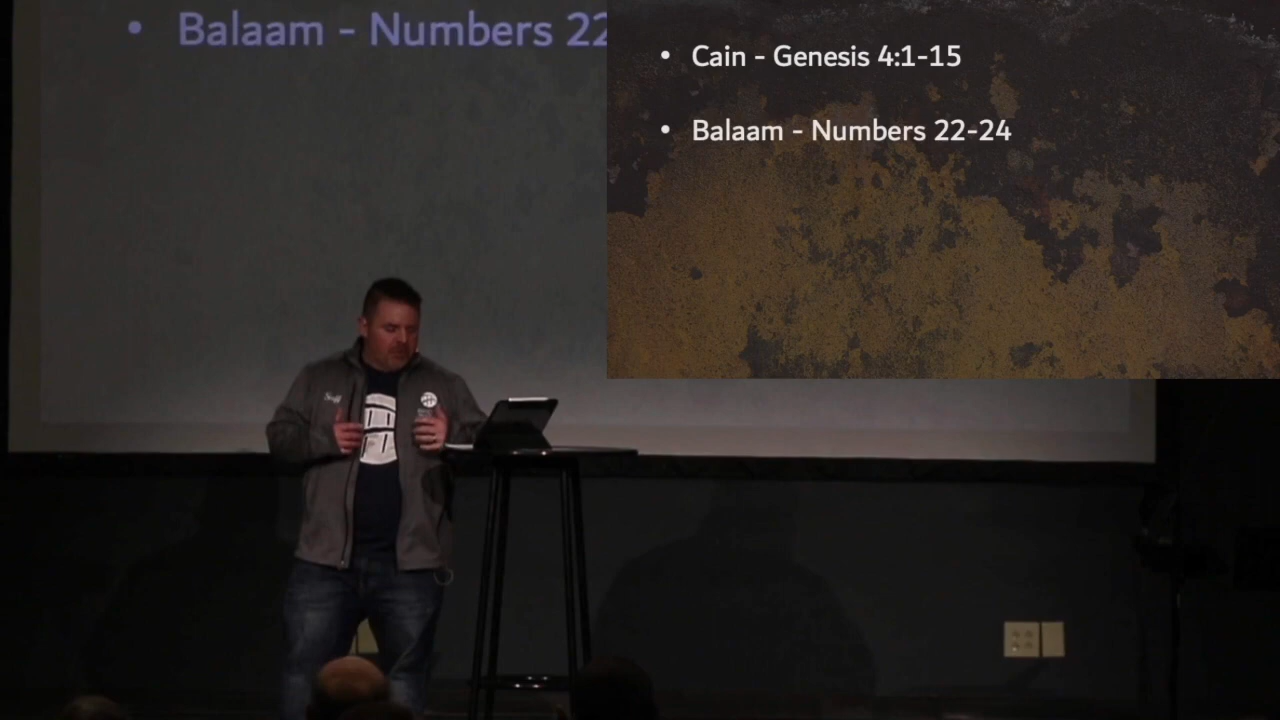 • Balaam - Numbers 22
• Cain - Genesis 4:1-15
• Balaam - Numbers 22-24